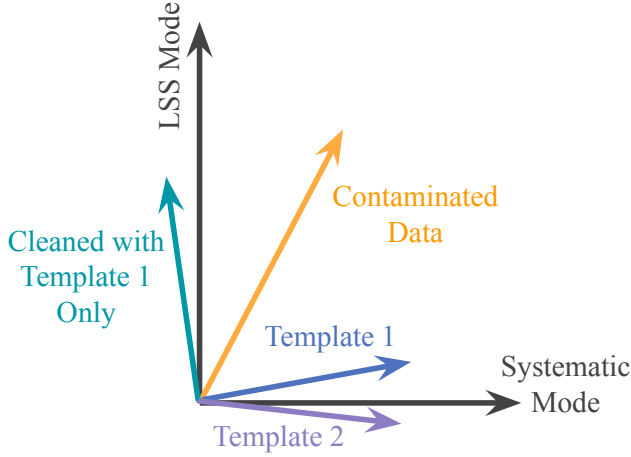 LSS Mode
Contaminated
Data
Cleaned with
Template 1
Only
Template 1
Systematic
Mode
Template 2